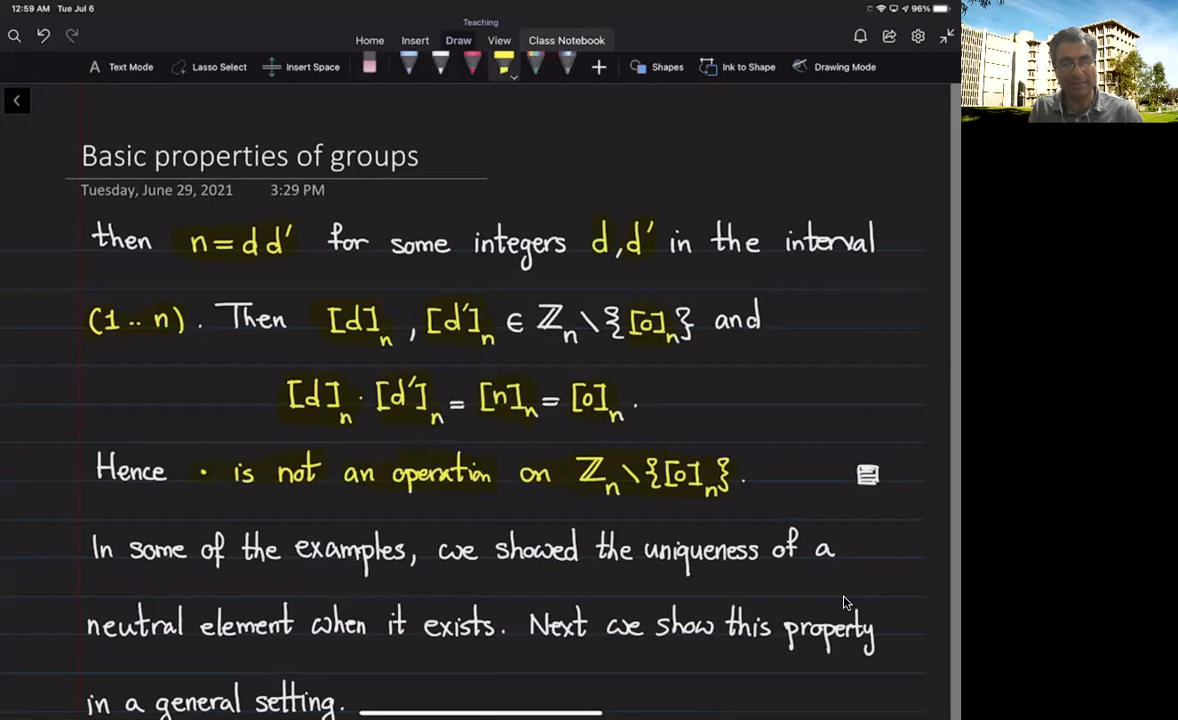 12:59 AM Tue Jul 6
96%
Teaching
Home Insert Draw View Class Notebook
Text Mode Lasso Select Insert Space Shapes Ink to Shape Drawing Mode
Basic properties of groups
Tuesday, June 29, 2021 3:29 PM
then n = d d′ for some integers d, d′ in the interval
(1 .. n). Then [d]ₙ, [d′]ₙ ∈ ℤₙ \ {[0]ₙ} and
[d]ₙ · [d′]ₙ = [n]ₙ = [0]ₙ.
Hence · is not an operation on ℤₙ \ {[0]ₙ}.
In some of the examples, we showed the uniqueness of a
neutral element when it exists. Next we show this property
in a general setting.